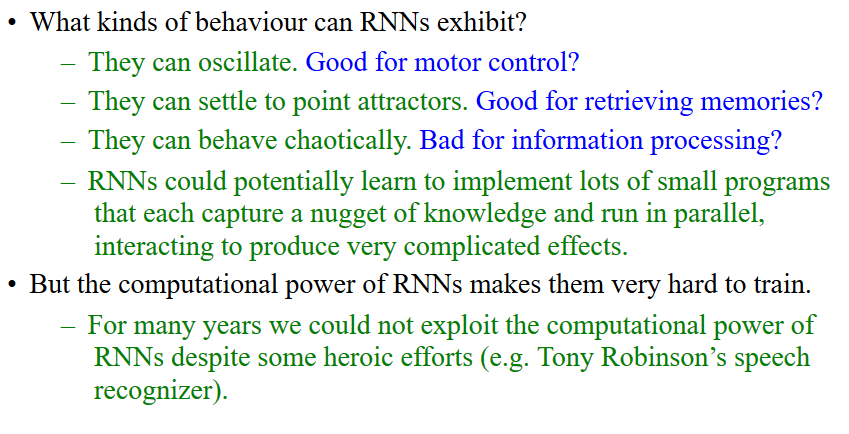 • What kinds of behaviour can RNNs exhibit?
– They can oscillate. Good for motor control?
– They can settle to point attractors. Good for retrieving memories?
– They can behave chaotically. Bad for information processing?
– RNNs could potentially learn to implement lots of small programs
that each capture a nugget of knowledge and run in parallel,
interacting to produce very complicated effects.
• But the computational power of RNNs makes them very hard to train.
– For many years we could not exploit the computational power of
RNNs despite some heroic efforts (e.g. Tony Robinson’s speech
recognizer).